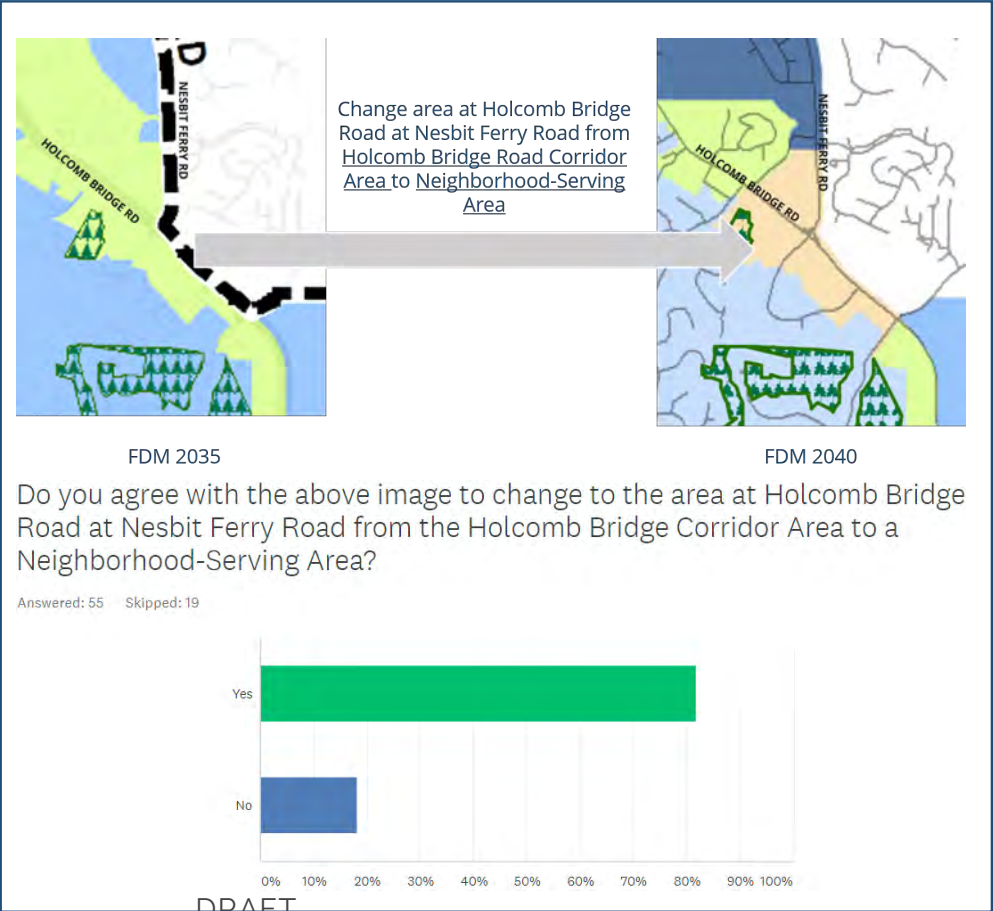 D
NESBIT FERRY RD
HOLCOMB BRIDGE RD
Change area at Holcomb Bridge
Road at Nesbit Ferry Road from
Holcomb Bridge Road Corridor
Area to Neighborhood-Serving
Area
NESBIT FERRY RD
HOLCOMB BRIDGE RD
FDM 2035
FDM 2040
Do you agree with the above image to change to the area at Holcomb Bridge
Road at Nesbit Ferry Road from the Holcomb Bridge Corridor Area to a
Neighborhood-Serving Area?
Answered: 55 Skipped: 19
Yes
No
0% 10% 20% 30% 40% 50% 60% 70% 80% 90% 100%
DRAFT